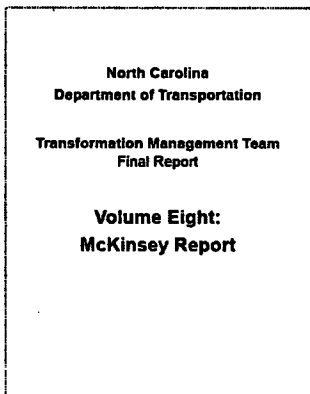 North Carolina
Department of Transportation
Transformation Management Team
Final Report
Volume Eight:
McKinsey Report